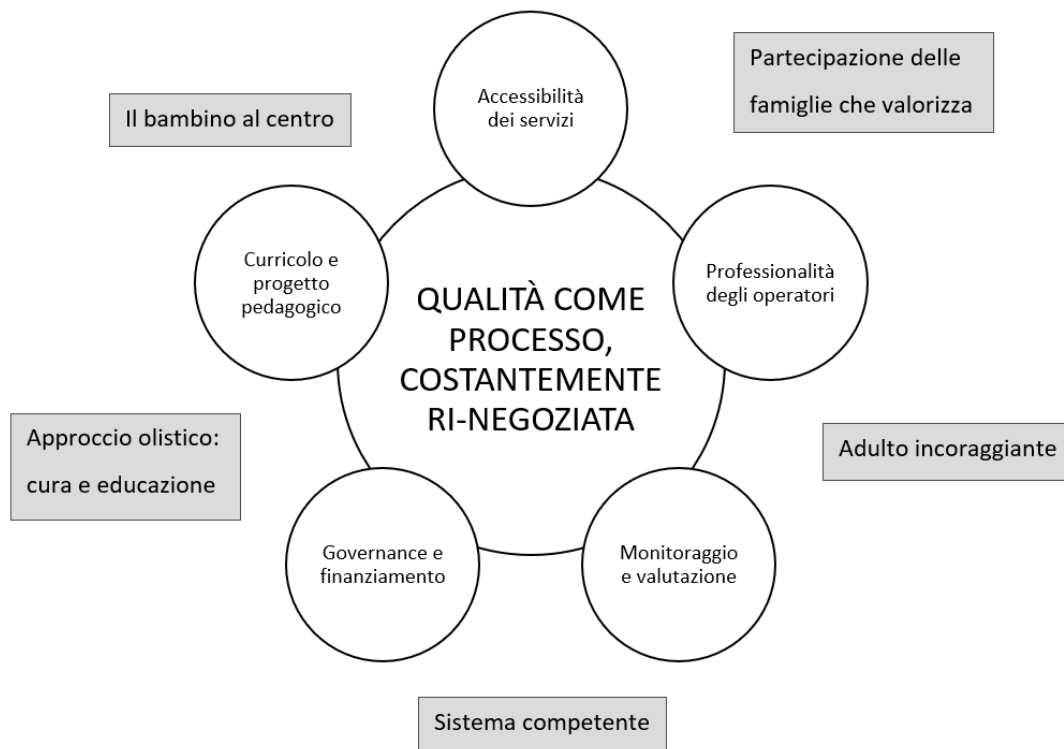 Accessibilità
dei servizi
Partecipazione delle
famiglie che valorizza
Il bambino al centro
Curricolo e
progetto
pedagogico
Professionalità
degli operatori
QUALITÀ COME
PROCESSO,
COSTANTEMENTE
RI-NEGOZIATA
Approccio olistico:
cura e educazione
Adulto incoraggiante
Governance e
finanziamento
Monitoraggio
e valutazione
Sistema competente